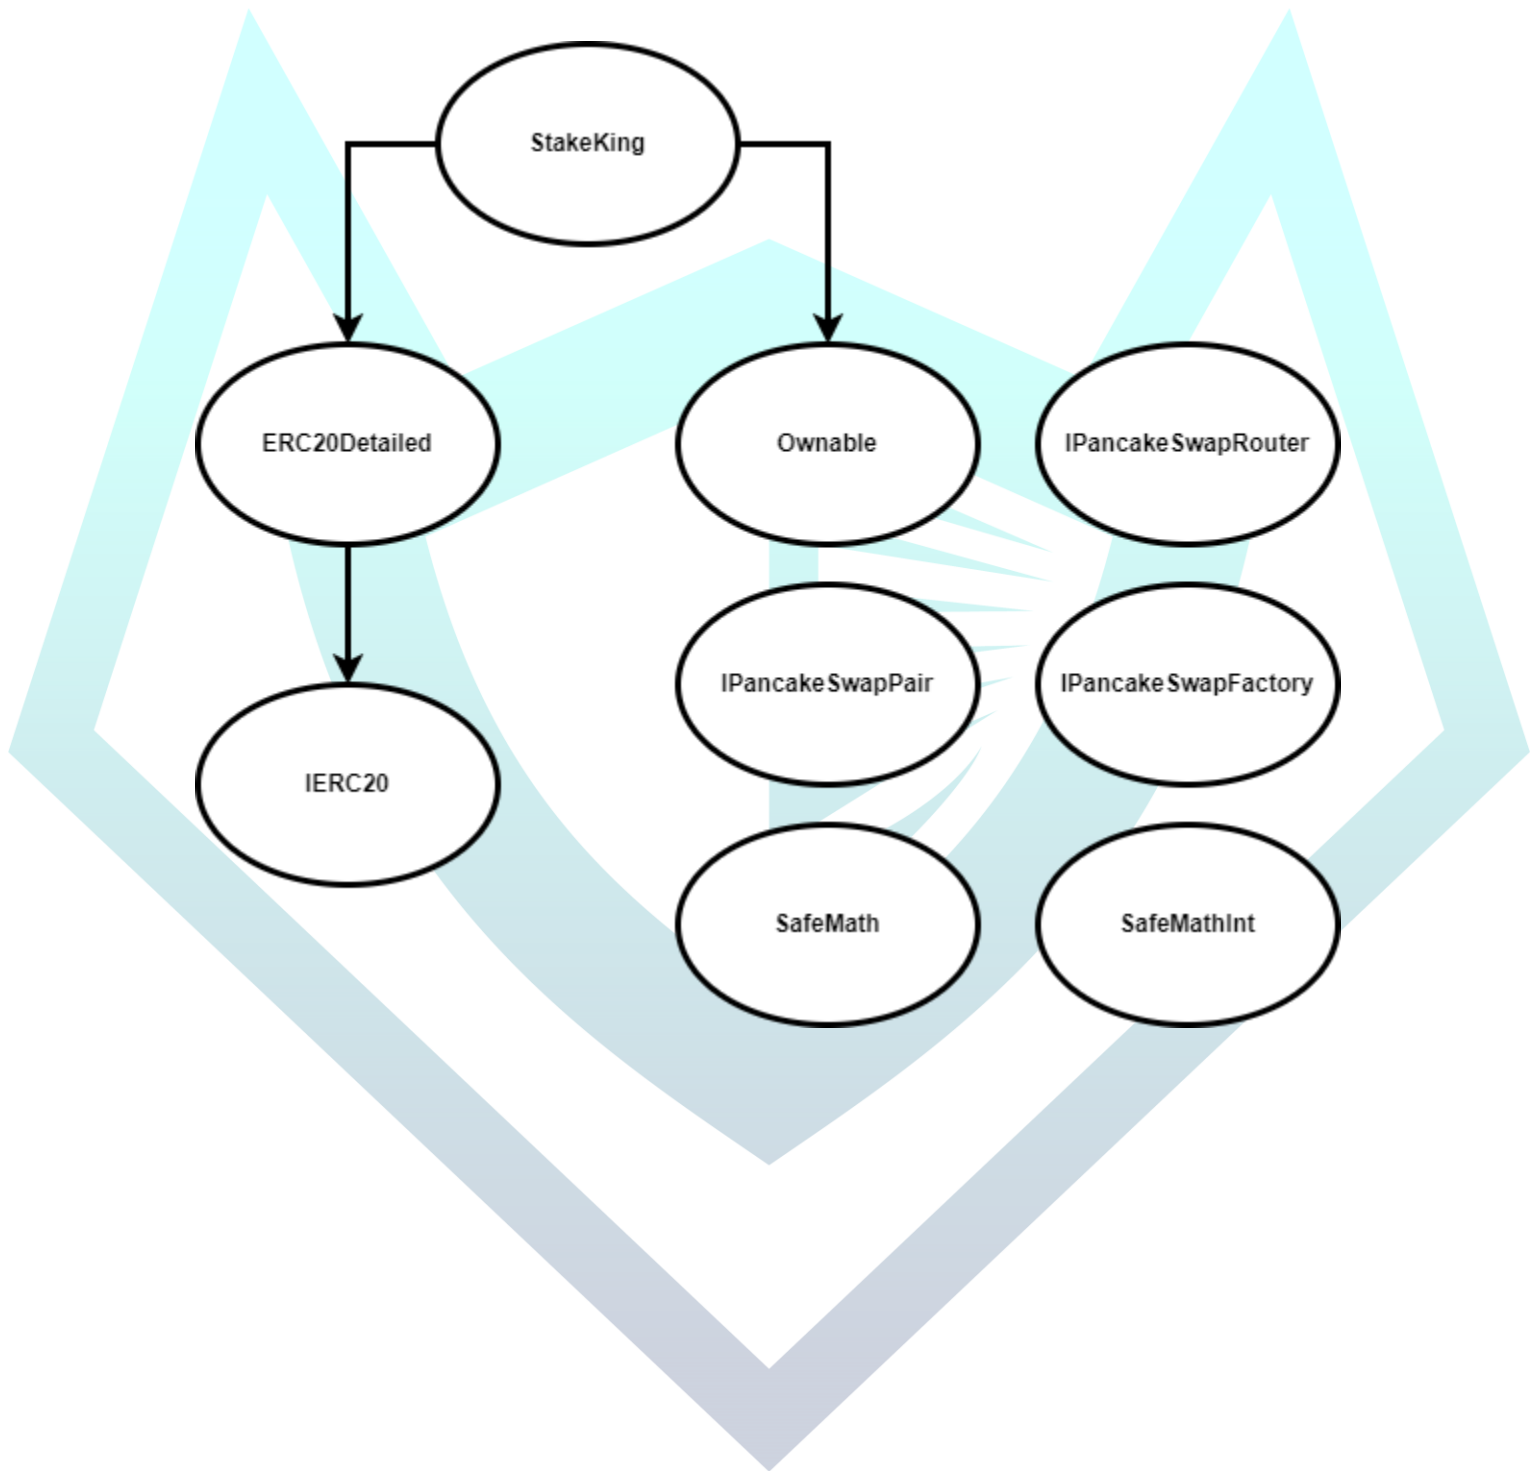 StakeKing
ERC20Detailed
Ownable
IPancakeSwapRouter
IPancakeSwapPair
IPancakeSwapFactory
IERC20
SafeMath
SafeMathInt